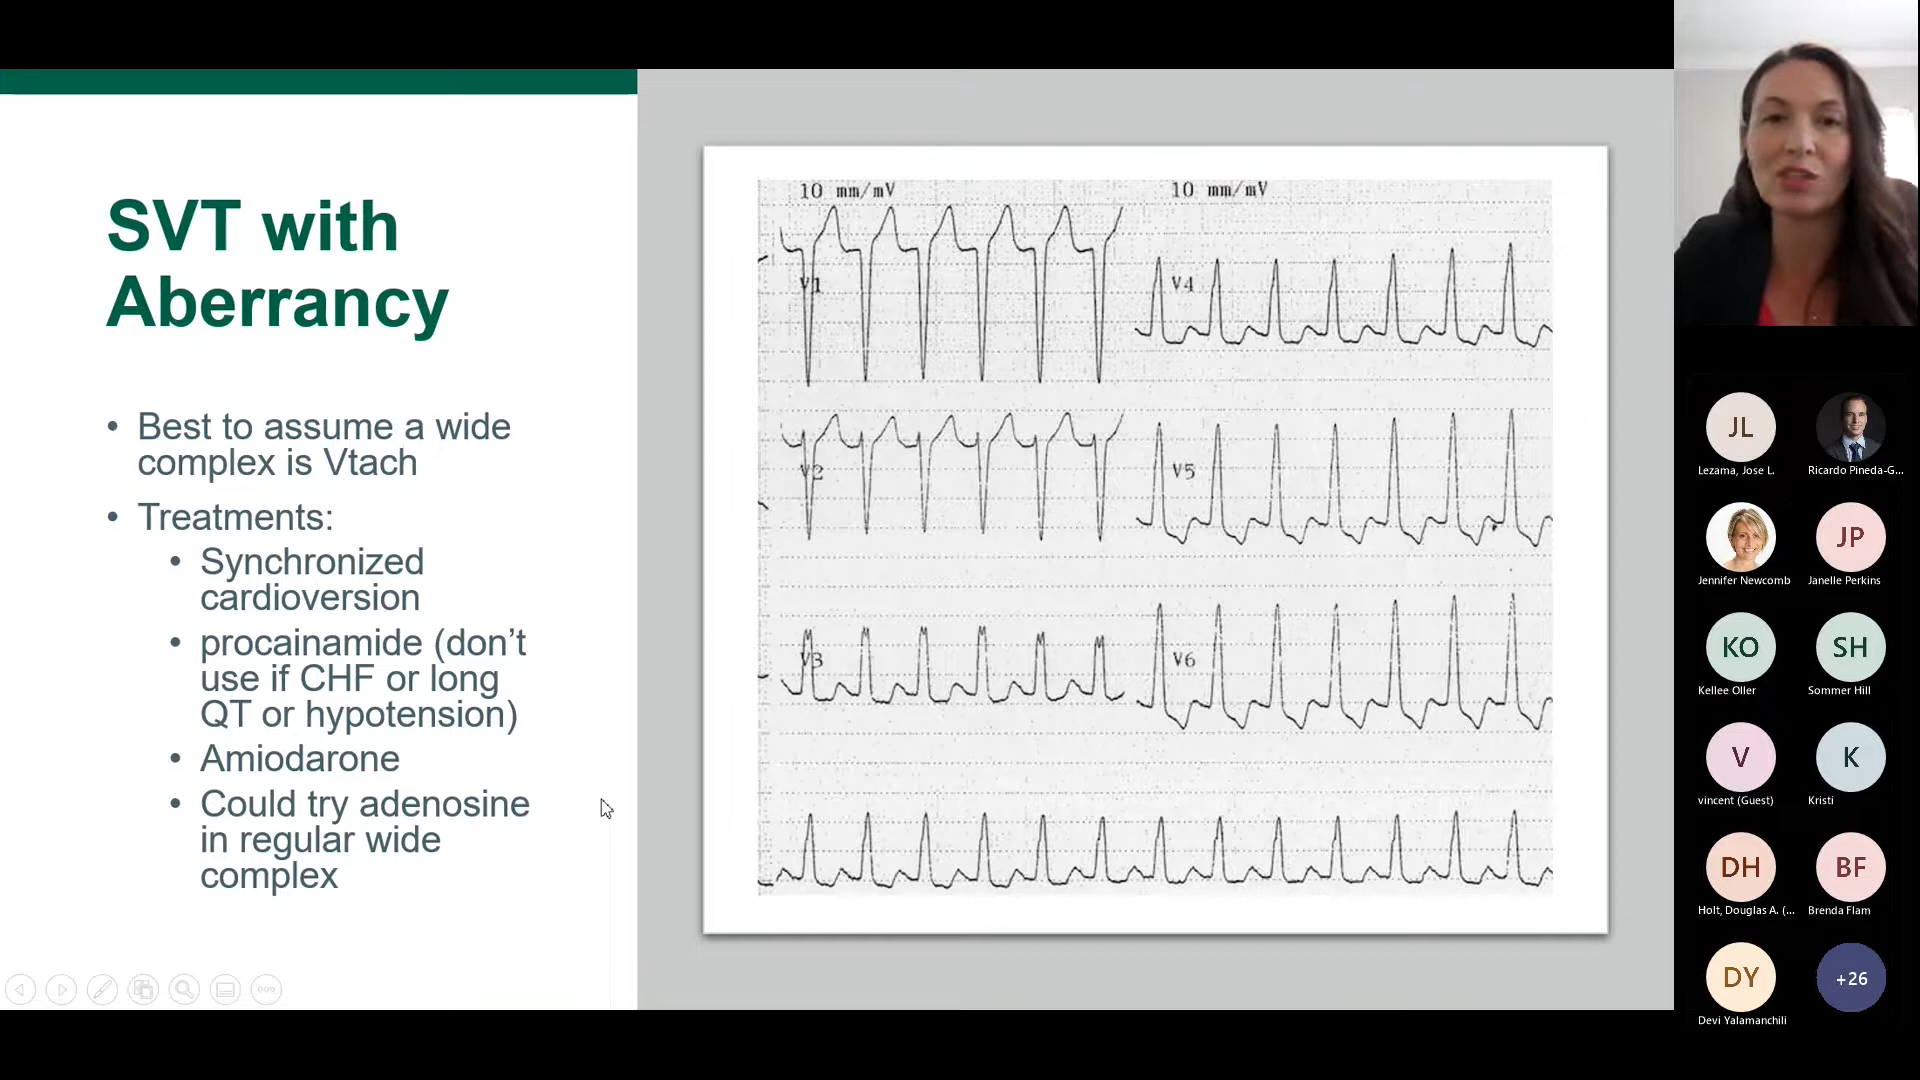 SVT with
Aberrancy
• Best to assume a wide
complex is Vtach
• Treatments:
• Synchronized
cardioversion
• procainamide (don’t
use if CHF or long
QT or hypotension)
• Amiodarone
• Could try adenosine
in regular wide
complex
10 mm/mV
10 mm/mV
V1
V4
V2
V5
V3
V6
JL
Lezama, Jose L.
Ricardo Pineda-G...
Jennifer Newcomb
JP
Janelle Perkins
KO
Kellee Oller
SH
Sommer Hill
V
vincent (Guest)
K
Kristi
DH
Holt, Douglas A. (...
BF
Brenda Flam
DY
Devi Yalamanchili
+26